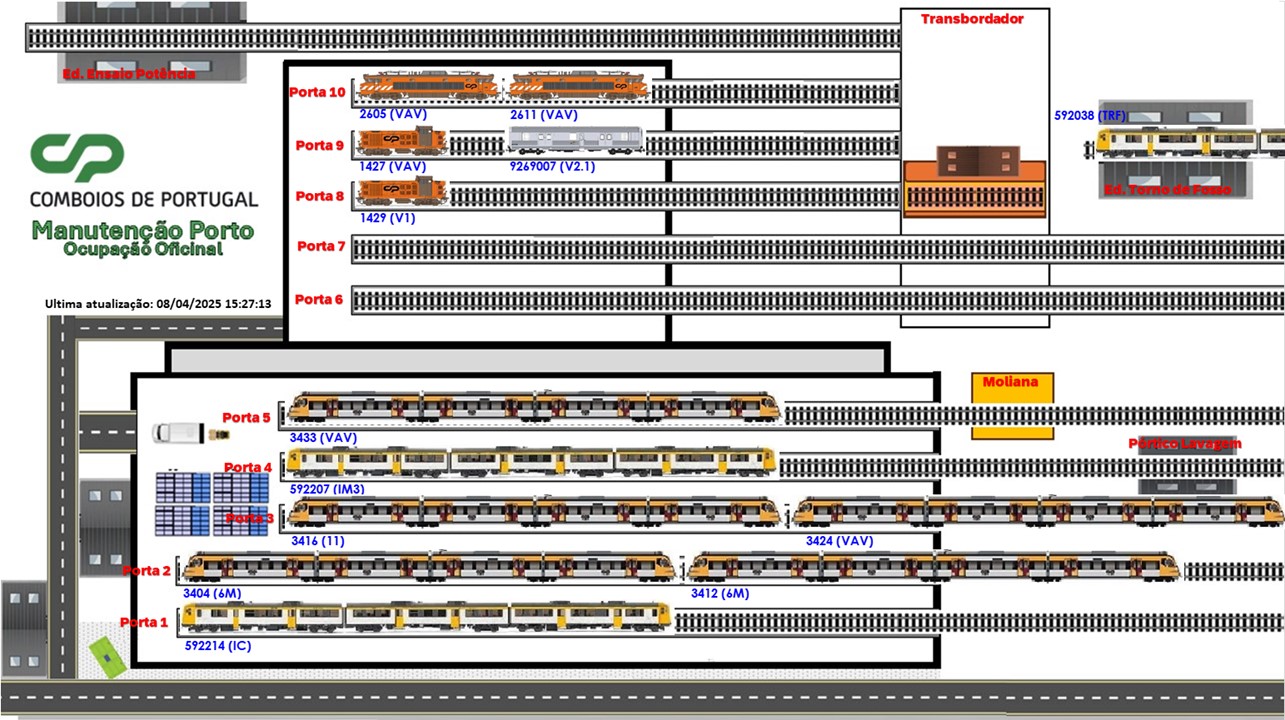 Transbordador
Ed. Ensaio Potência
Porta 10
2605 (VAV)
2611 (VAV)
592038 (TRF)
Porta 9
1427 (VAV)
9269007 (V2.1)
CP
COMBOIOS DE PORTUGAL
Manutenção Porto
Ocupação Oficinal
Porta 8
1429 (V1)
Ed. Torno de Fosso
Porta 7
Porta 6
Ultima atualização: 08/04/2025 15:27:13
Moliana
Porta 5
3433 (VAV)
Pórtico Lavagem
Porta 4
592207 (IM3)
Porta 3
3416 (11)
3424 (VAV)
Porta 2
3404 (6M)
3412 (6M)
Porta 1
592214 (IC)